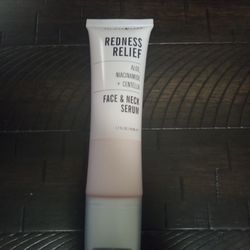 REDNESS
RELIEF
ALOE,
NIACINAMIDE
+ CENTELLA
FACE & NECK
SERUM